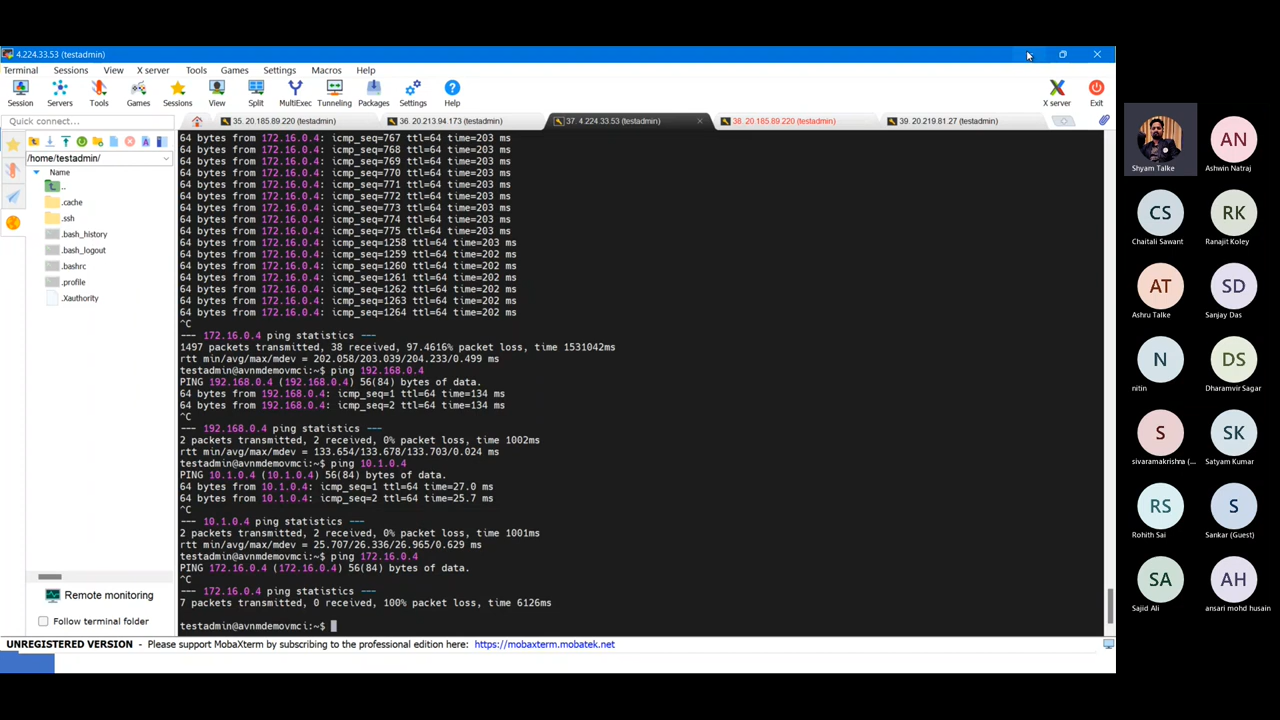 4.224.33.53 (testadmin)
Terminal Sessions View X server Tools Games Settings Macros Help
Session Servers Tools Games Sessions View Split MultiExec Tunneling Packages Settings Help X server Exit
Quick connect...
35. 20.185.89.220 (testadmin) 36. 20.213.94.173 (testadmin) 37. 4.224.33.53 (testadmin) 38. 20.185.89.220 (testadmin) 39. 20.219.81.27 (testadmin)
/home/testadmin/
Name
..
.cache
.ssh
.bash_history
.bash_logout
.bashrc
.profile
.Xauthority
Remote monitoring
Follow terminal folder
64 bytes from 172.16.0.4: icmp_seq=767 ttl=64 time=203 ms
64 bytes from 172.16.0.4: icmp_seq=768 ttl=64 time=203 ms
64 bytes from 172.16.0.4: icmp_seq=769 ttl=64 time=203 ms
64 bytes from 172.16.0.4: icmp_seq=770 ttl=64 time=203 ms
64 bytes from 172.16.0.4: icmp_seq=771 ttl=64 time=203 ms
64 bytes from 172.16.0.4: icmp_seq=772 ttl=64 time=203 ms
64 bytes from 172.16.0.4: icmp_seq=773 ttl=64 time=203 ms
64 bytes from 172.16.0.4: icmp_seq=774 ttl=64 time=203 ms
64 bytes from 172.16.0.4: icmp_seq=775 ttl=64 time=203 ms
64 bytes from 172.16.0.4: icmp_seq=1258 ttl=64 time=203 ms
64 bytes from 172.16.0.4: icmp_seq=1259 ttl=64 time=202 ms
64 bytes from 172.16.0.4: icmp_seq=1260 ttl=64 time=202 ms
64 bytes from 172.16.0.4: icmp_seq=1261 ttl=64 time=202 ms
64 bytes from 172.16.0.4: icmp_seq=1262 ttl=64 time=202 ms
64 bytes from 172.16.0.4: icmp_seq=1263 ttl=64 time=202 ms
64 bytes from 172.16.0.4: icmp_seq=1264 ttl=64 time=202 ms
^C
--- 172.16.0.4 ping statistics ---
1497 packets transmitted, 38 received, 97.4616% packet loss, time 1531042ms
rtt min/avg/max/mdev = 202.058/203.039/204.233/0.499 ms
testadmin@avnmdemovmci:~$ ping 192.168.0.4
PING 192.168.0.4 (192.168.0.4) 56(84) bytes of data.
64 bytes from 192.168.0.4: icmp_seq=1 ttl=64 time=134 ms
64 bytes from 192.168.0.4: icmp_seq=2 ttl=64 time=134 ms
^C
--- 192.168.0.4 ping statistics ---
2 packets transmitted, 2 received, 0% packet loss, time 1002ms
rtt min/avg/max/mdev = 133.654/133.678/133.703/0.024 ms
testadmin@avnmdemovmci:~$ ping 10.1.0.4
PING 10.1.0.4 (10.1.0.4) 56(84) bytes of data.
64 bytes from 10.1.0.4: icmp_seq=1 ttl=64 time=27.0 ms
64 bytes from 10.1.0.4: icmp_seq=2 ttl=64 time=25.7 ms
^C
--- 10.1.0.4 ping statistics ---
2 packets transmitted, 2 received, 0% packet loss, time 1001ms
rtt min/avg/max/mdev = 25.707/26.336/26.965/0.629 ms
testadmin@avnmdemovmci:~$ ping 172.16.0.4
PING 172.16.0.4 (172.16.0.4) 56(84) bytes of data.
^C
--- 172.16.0.4 ping statistics ---
7 packets transmitted, 0 received, 100% packet loss, time 6126ms
testadmin@avnmdemovmci:~$
UNREGISTERED VERSION - Please support MobaXterm by subscribing to the professional edition here: https://mobaxterm.mobatek.net
AN
Shyam Talke Ashwin Natraj
CS RK
Chaitali Sawant Ranajit Koley
AT SD
Ashru Talke Sanjay Das
N DS
nitin Dharamvir Sagar
S SK
sivaramakrishna (... Satyam Kumar
RS S
Rohith Sai Sankar (Guest)
SA AH
Sajid Ali ansari mohd husain